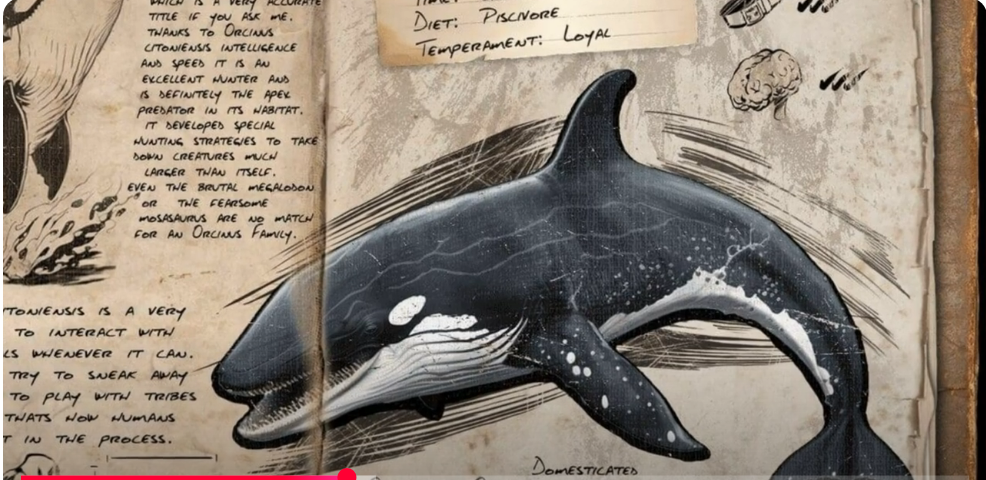 WHICH IS A VERY ACCURATE
TITLE IF YOU ASK ME.
THANKS TO ORCINUS
CITONIENSIS INTELLIGENCE
AND SPEED IT IS AN
EXCELLENT HUNTER AND
IS DEFINITELY THE APEX
PREDATOR IN ITS HABITAT.
IT DEVELOPED SPECIAL
HUNTING STRATEGIES TO TAKE
DOWN CREATURES MUCH
LARGER THAN ITSELF.
EVEN THE BRUTAL MEGALODON
OR THE FEARSOME
MOSASAURUS ARE NO MATCH
FOR AN ORCINUS FAMILY.
TONIENSIS IS A VERY
TO INTERACT WITH
LS WHENEVER IT CAN.
TRY TO SNEAK AWAY
TO PLAY WITH TRIBES
THATS HOW HUMANS
T IN THE PROCESS.
DIET: PISCIVORE
TEMPERAMENT: LOYAL
DOMESTICATED